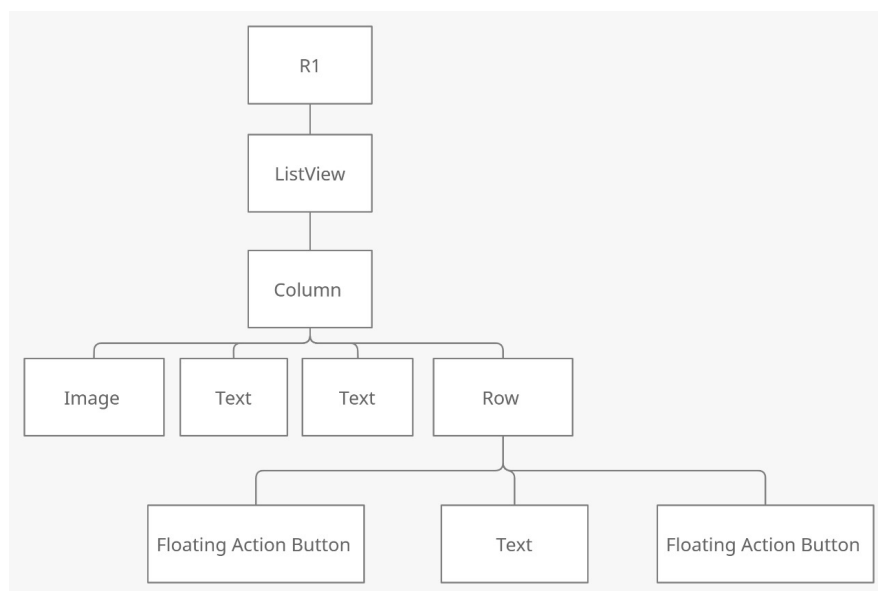 R1
ListView
Column
Image
Text
Text
Row
Floating Action Button
Text
Floating Action Button